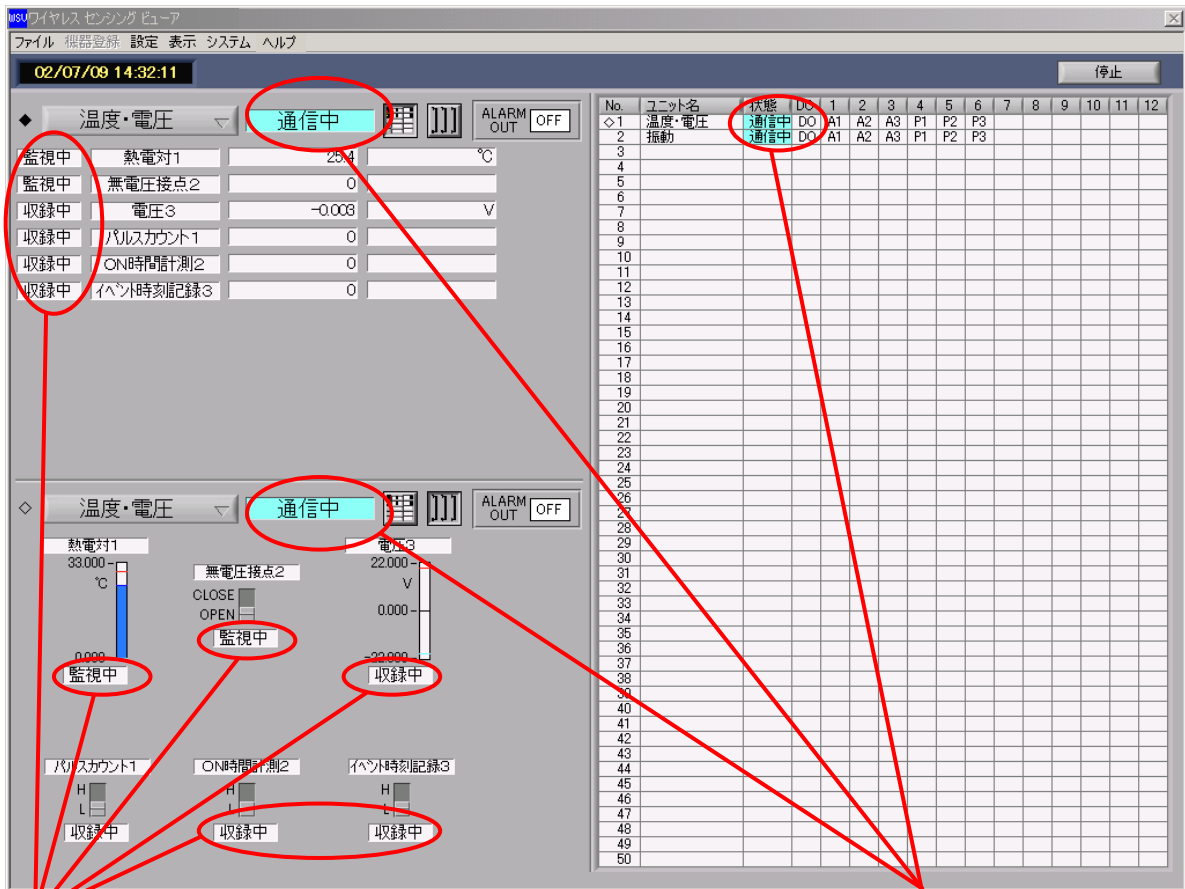 WSU ワイヤレス センシング ビューア
ファイル 機器登録 設定 表示 システム ヘルプ
02/07/09 14:32:11
停止
◆ 温度・電圧 通信中 ALARM OUT OFF
監視中 熱電対1 25.4 ℃
監視中 無電圧接点2 0
収録中 電圧3 -0.003 V
収録中 パルスカウント1 0
収録中 ON時間計測2 0
収録中 イベント時刻記録3 0
◇ 温度・電圧 通信中 ALARM OUT OFF
熱電対1
33.000
℃
0.000
監視中
無電圧接点2
CLOSE
OPEN
監視中
電圧3
22.000
V
0.000
-22.000
収録中
パルスカウント1
H
L
収録中
ON時間計測2
H
L
収録中
イベント時刻記録3
H
L
収録中
No. ユニット名 状態 DO 1 2 3 4 5 6 7 8 9 10 11 12
◇1 温度・電圧 通信中 DO A1 A2 A3 P1 P2 P3
2 振動 通信中 DO A1 A2 A3 P1 P2 P3
3
4
5
6
7
8
9
10
11
12
13
14
15
16
17
18
19
20
21
22
23
24
25
26
27
28
29
30
31
32
33
34
35
36
37
38
39
40
41
42
43
44
45
46
47
48
49
50